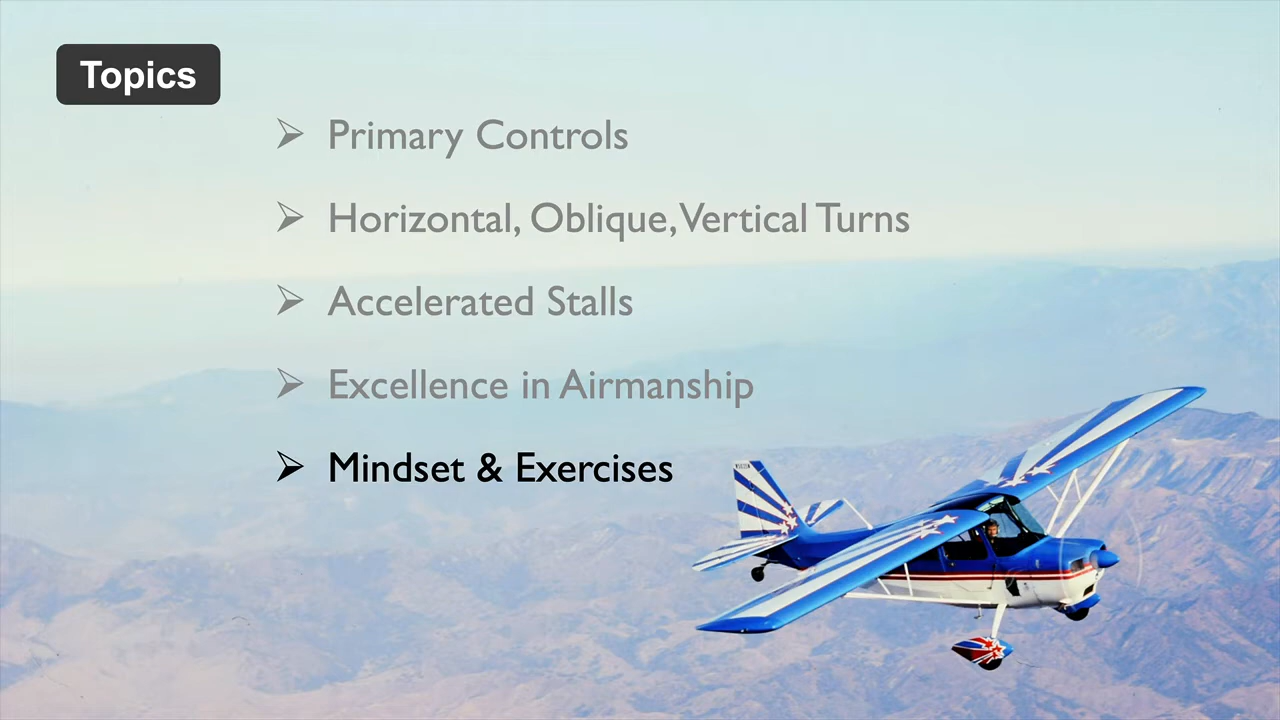 Topics
Primary Controls
Horizontal, Oblique, Vertical Turns
Accelerated Stalls
Excellence in Airmanship
Mindset & Exercises